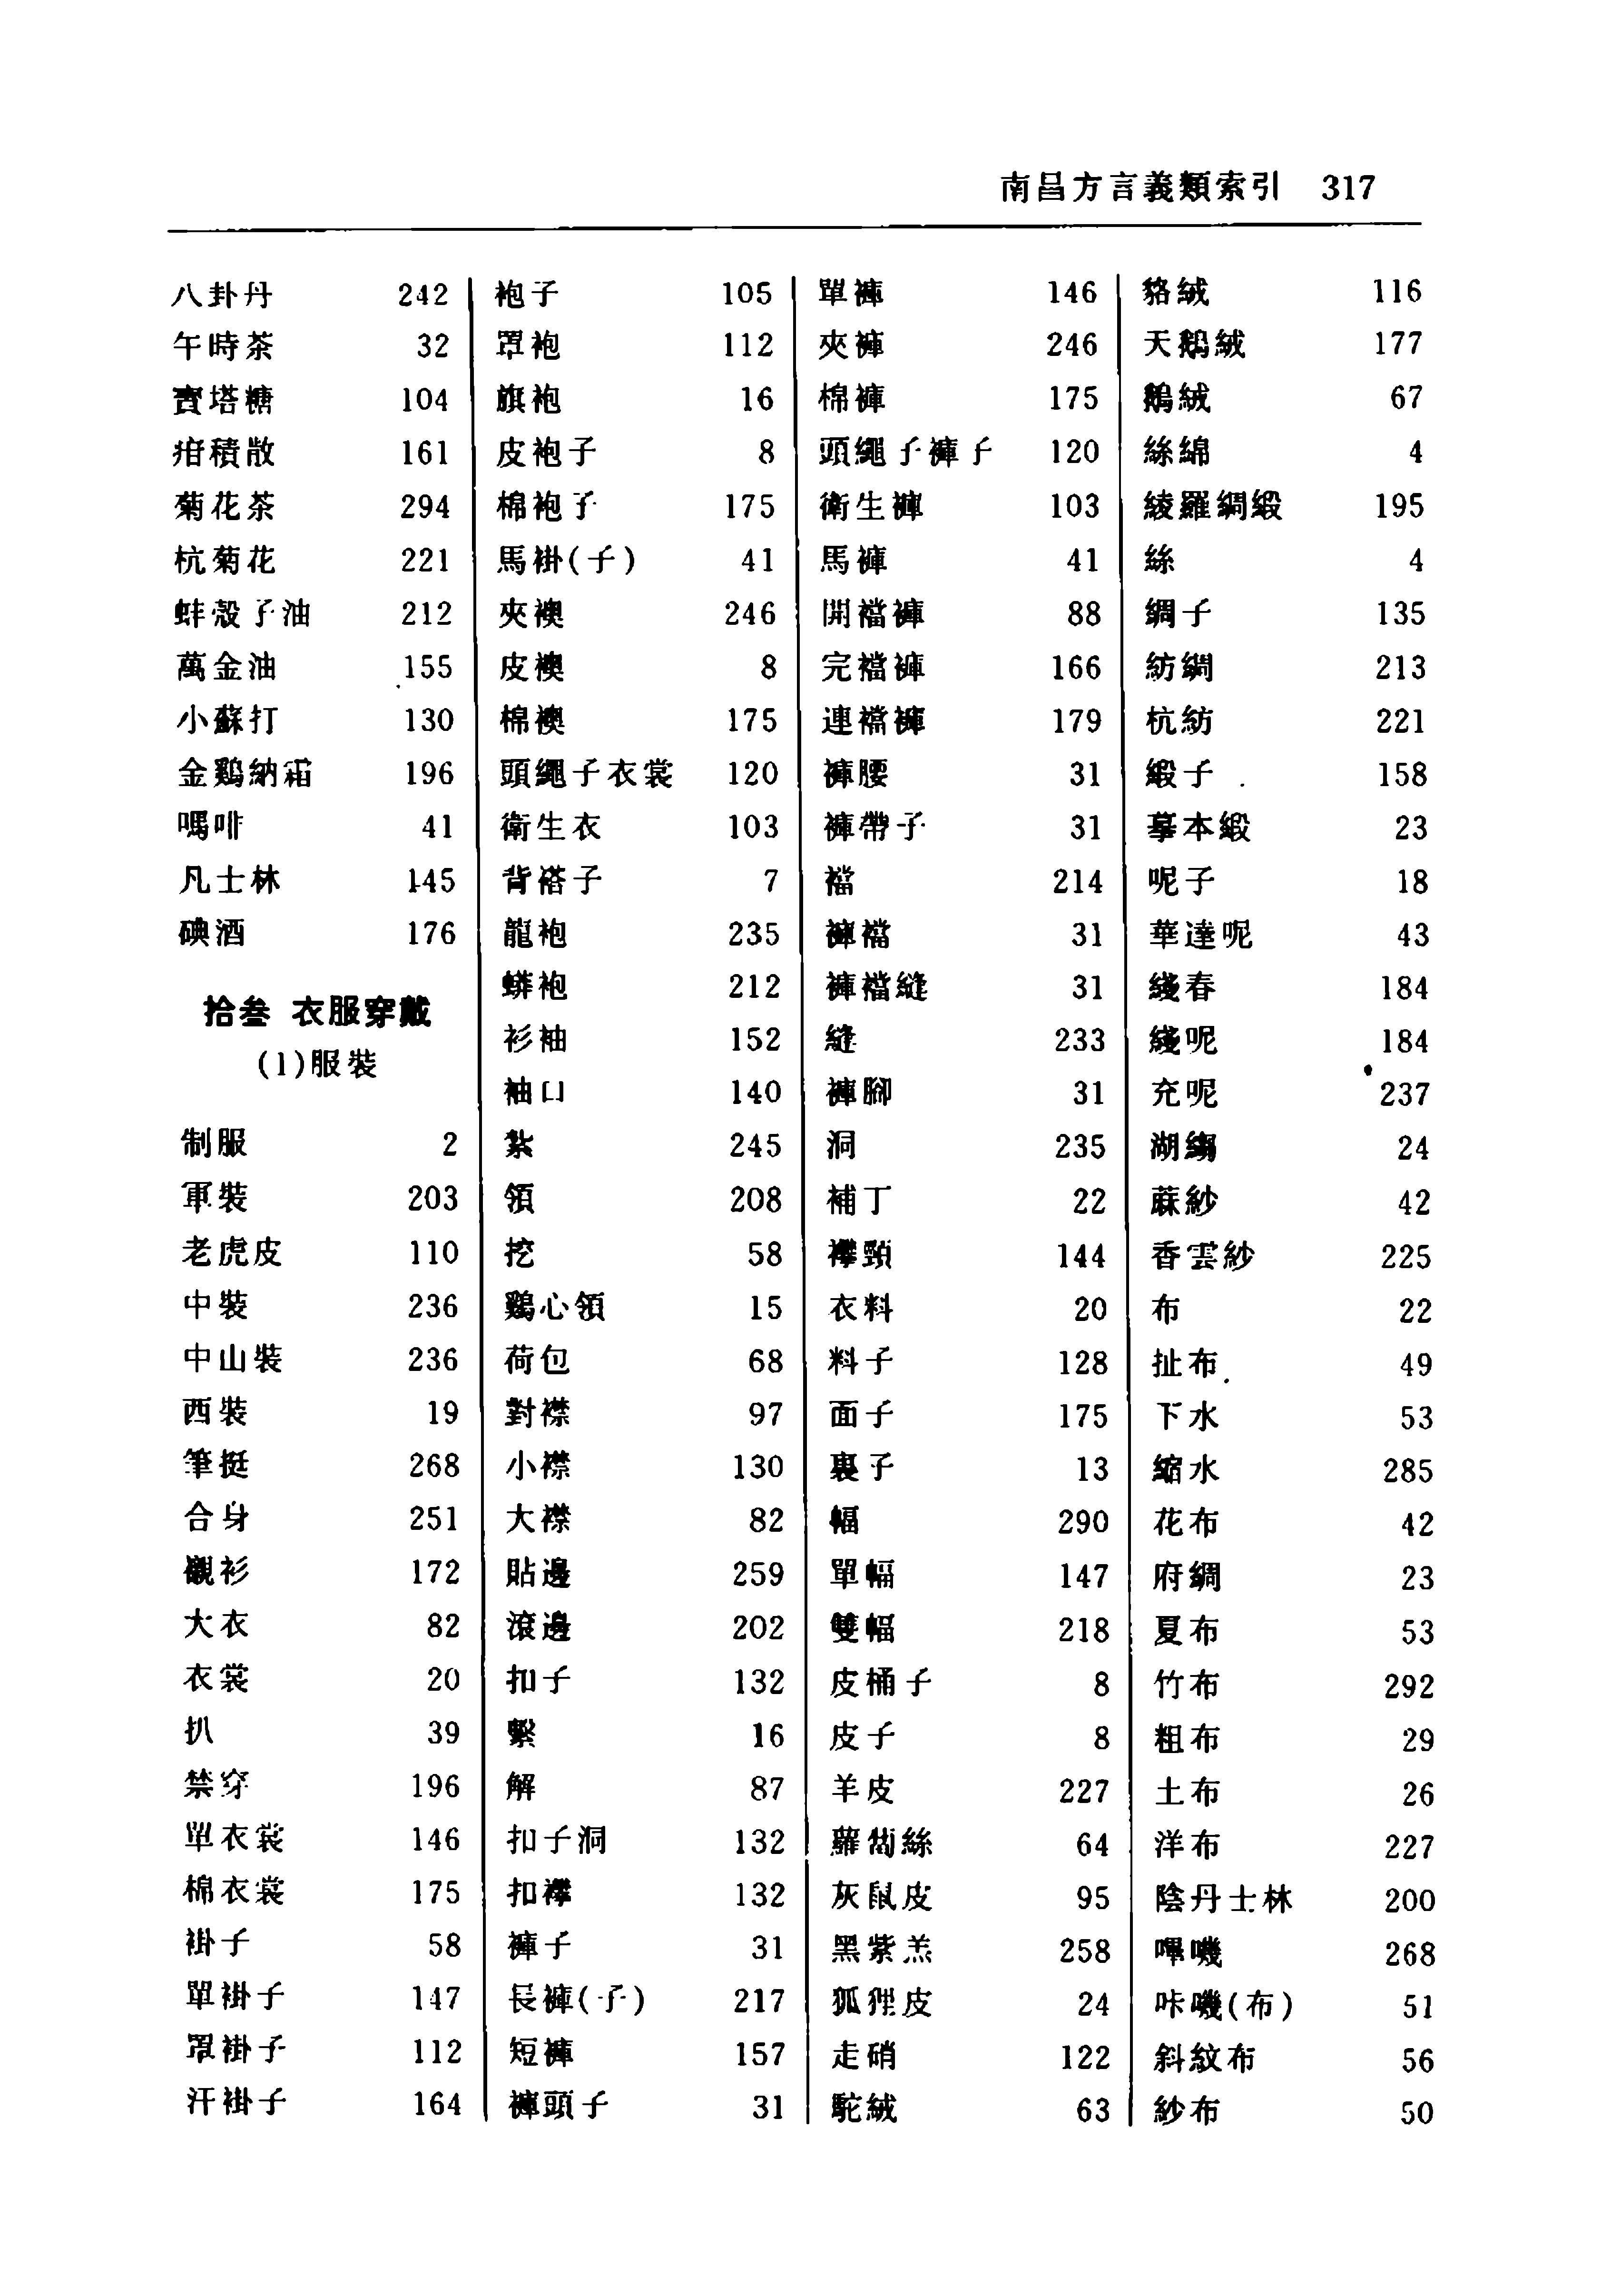 南昌方言義類索引 317
八卦丹 242
午時茶 32
寶塔糖 104
疳積散 161
菊花茶 294
杭菊花 221
蚌殼子油 212
萬金油 155
小蘇打 130
金鷄納霜 196
嗎啡 41
凡士林 145
碘酒 176
拾叁 衣服穿戴
(1)服裝
制服 2
軍裝 203
老虎皮 110
中裝 236
中山裝 236
西裝 19
筆挺 268
合身 251
襯衫 172
大衣 82
衣裳 20
扒 39
禁穿 196
單衣裳 146
棉衣裳 175
褂子 58
單褂子 147
罩褂子 112
汗褂子 164
袍子 105
罩袍 112
旗袍 16
皮袍子 8
棉袍子 175
馬褂(子) 41
夾襖 246
皮襖 8
棉襖 175
頭繩子衣裳 120
衛生衣 103
背褡子 7
龍袍 235
蟒袍 212
衫袖 152
袖口 140
紮 245
領 208
挖 58
鷄心領 15
荷包 68
對襟 97
小襟 130
大襟 82
貼邊 259
滾邊 202
扣子 132
繫 16
解 87
扣子洞 132
扣襻 132
褲子 31
長褲(子) 217
短褲 157
褲頭子 31
單褲 146
夾褲 246
棉褲 175
頭繩子褲子 120
衛生褲 103
馬褲 41
開襠褲 88
完襠褲 166
連襠褲 179
褲腰 31
褲帶子 31
襠 214
褲襠 31
褲襠縫 31
縫 233
褲腳 31
洞 235
補丁 22
襻頸 144
衣料 20
料子 128
面子 175
裏子 13
幅 290
單幅 147
雙幅 218
皮桶子 8
皮子 8
羊皮 227
蘿蔔絲 64
灰鼠皮 95
黑紫羔 258
狐狸皮 24
走硝 122
駝絨 63
貉絨 116
天鵝絨 177
鵝絨 67
絲綿 4
綾羅綢緞 195
絲 4
綢子 135
紡綢 213
杭紡 221
緞子 158
摹本緞 23
呢子 18
華達呢 43
綫春 184
綫呢 184
充呢 237
湖縐 24
蔴紗 42
香雲紗 225
布 22
扯布 49
下水 53
縮水 285
花布 42
府綢 23
夏布 53
竹布 292
粗布 29
土布 26
洋布 227
陰丹士林 200
嗶嘰 268
咔嘰(布) 51
斜紋布 56
紗布 50